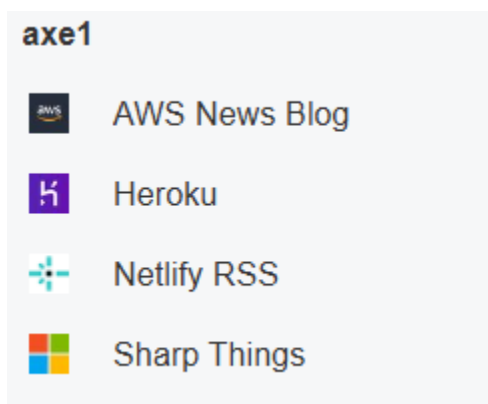 axe1
aws
AWS News Blog
Heroku
Netlify RSS
Sharp Things